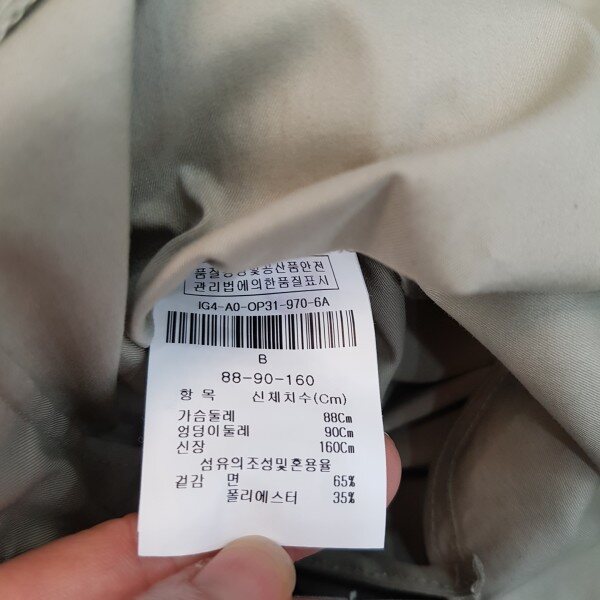 품질경영및공산품안전
관리법에의한품질표시
IG4-A0-OP31-970-6A
B
88-90-160
항 목 신체치수(Cm)
가슴둘레 88Cm
엉덩이둘레 90Cm
신장 160Cm
섬유의조성및혼용율
겉감 면 65%
폴리에스터 35%